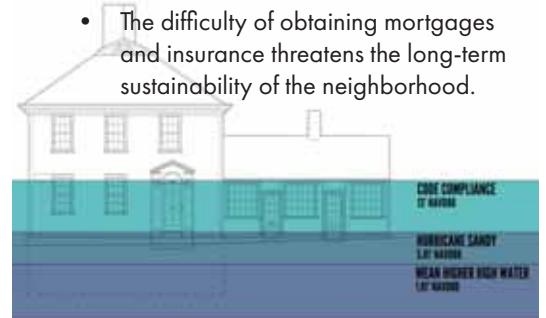 • The difficulty of obtaining mortgages
and insurance threatens the long-term
sustainability of the neighborhood.
CODE COMPLIANCE
HURRICANE SANDY
MEAN HIGHER HIGH WATER